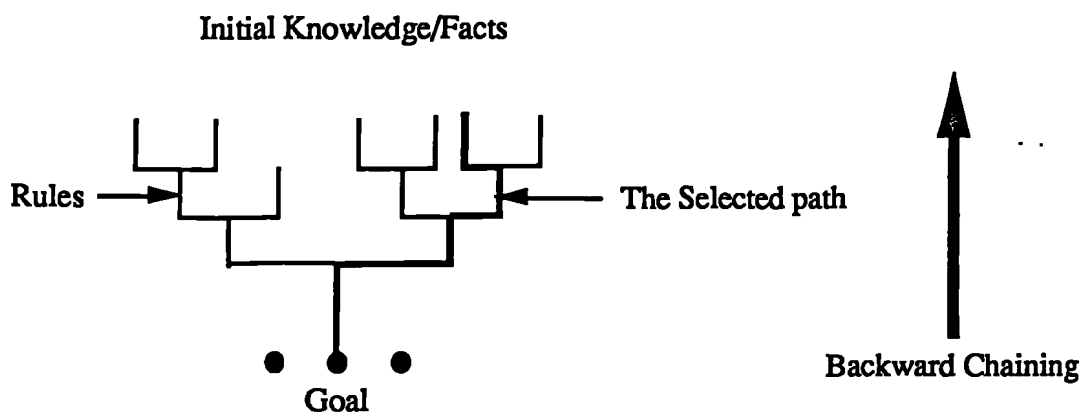 Initial Knowledge/Facts
Rules
The Selected path
Backward Chaining
Goal